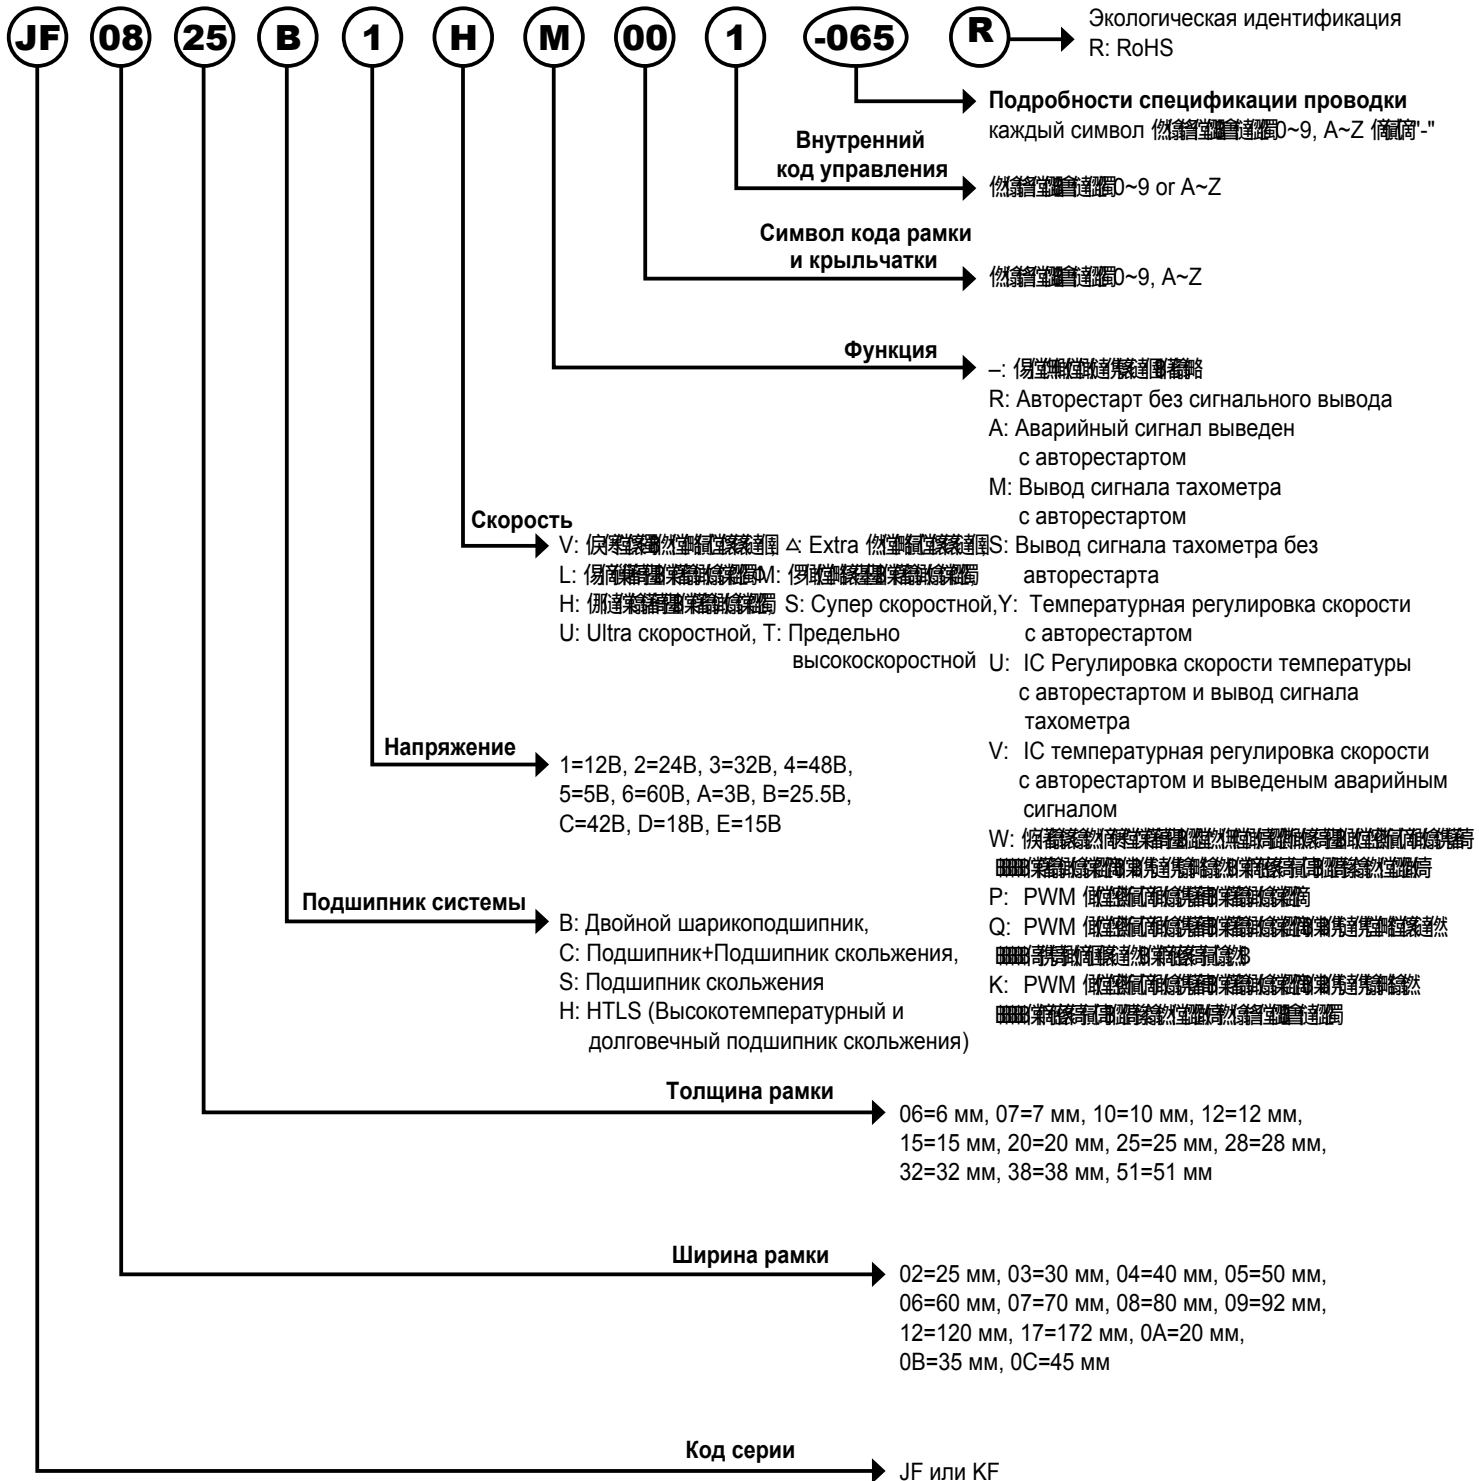 JF 08 25 B 1 H M 00 1 -065 R
Экологическая идентификация
R: RoHS
Подробности спецификации проводки
каждый символ 0~9, A~Z "-"
Внутренний
код управления
0~9 or A~Z
Символ кода рамки
и крыльчатки
0~9, A~Z
Функция
–:
R: Авторестарт без сигнального вывода
A: Аварийный сигнал выведен
с авторестартом
M: Вывод сигнала тахометра
с авторестартом
S: Вывод сигнала тахометра без
авторестарта
Y: Температурная регулировка скорости
с авторестартом
U: IC Регулировка скорости температуры
с авторестартом и вывод сигнала
тахометра
V: IC температурная регулировка скорости
с авторестартом и выведеным аварийным
сигналом
W:
P: PWM
Q: PWM
K: PWM
Скорость
V: Extra
L: M:
H: S: Супер скоростной,
U: Ultra скоростной, T: Предельно
высокоскоростной
Напряжение
1=12В, 2=24В, 3=32В, 4=48В,
5=5В, 6=60В, A=3В, B=25.5В,
C=42В, D=18В, E=15В
Подшипник системы
B: Двойной шарикоподшипник,
C: Подшипник+Подшипник скольжения,
S: Подшипник скольжения
H: HTLS (Высокотемпературный и
долговечный подшипник скольжения)
Толщина рамки
06=6 мм, 07=7 мм, 10=10 мм, 12=12 мм,
15=15 мм, 20=20 мм, 25=25 мм, 28=28 мм,
32=32 мм, 38=38 мм, 51=51 мм
Ширина рамки
02=25 мм, 03=30 мм, 04=40 мм, 05=50 мм,
06=60 мм, 07=70 мм, 08=80 мм, 09=92 мм,
12=120 мм, 17=172 мм, 0A=20 мм,
0B=35 мм, 0C=45 мм
Код серии
JF или KF